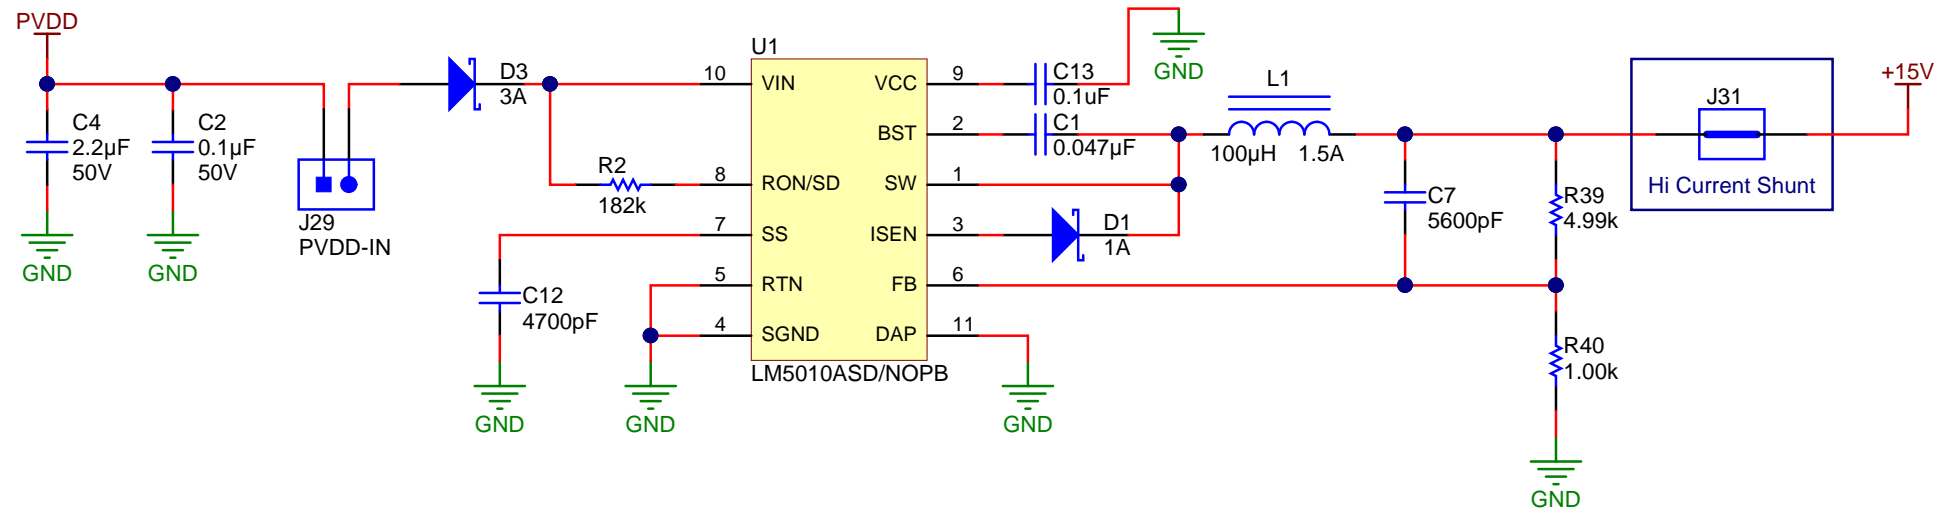 PVDD
C4
2.2µF
50V
GND
C2
0.1µF
50V
GND
J29
PVDD-IN
D3
3A
R2
182k
C12
4700pF
GND
GND
U1
10 VIN
8 RON/SD
7 SS
5 RTN
4 SGND
VCC 9
BST 2
SW 1
ISEN 3
FB 6
DAP 11
LM5010ASD/NOPB
GND
C13
0.1uF
GND
C1
0.047µF
D1
1A
L1
100µH 1.5A
C7
5600pF
R39
4.99k
R40
1.00k
GND
J31
Hi Current Shunt
+15V